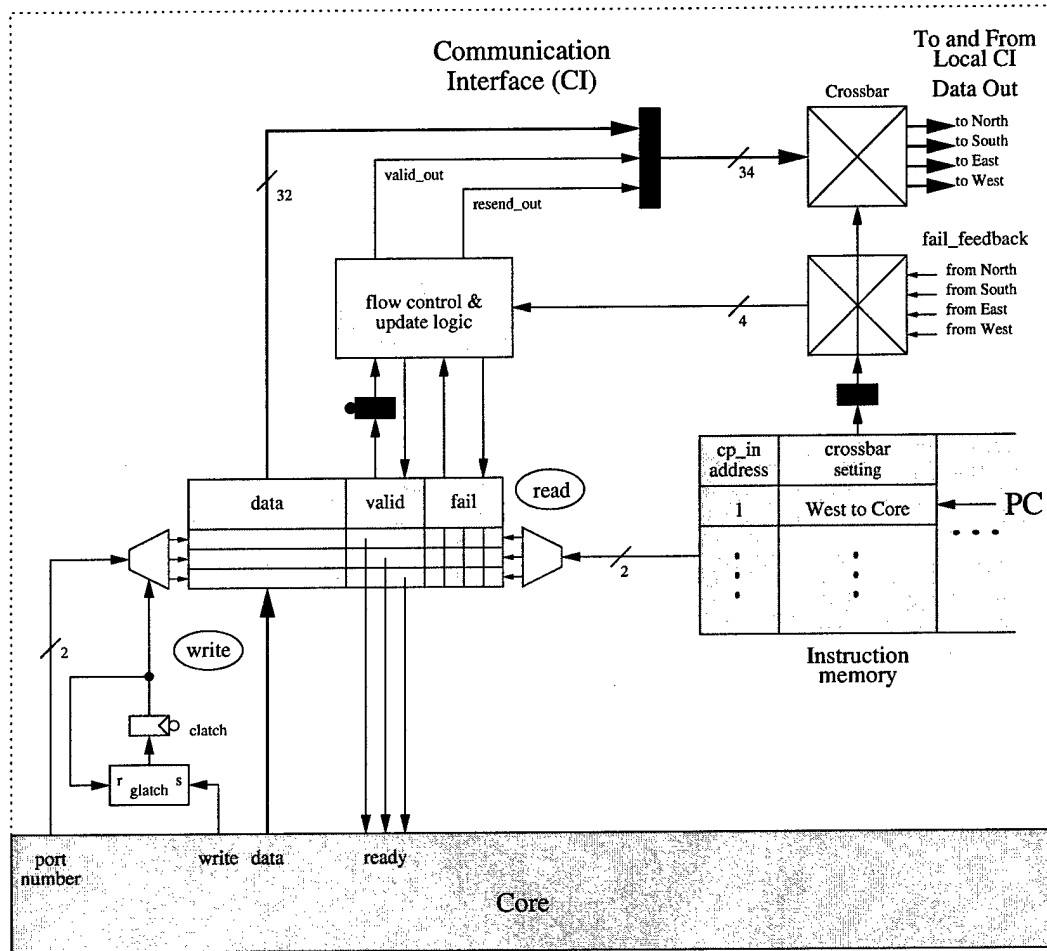 Communication
Interface (CI)
To and From
Local CI
Data Out
Crossbar
to North
to South
to East
to West
32
valid_out
resend_out
34
fail_feedback
from North
from South
from East
from West
flow control &
update logic
4
cp_in
address
crossbar
setting
1
West to Core
PC
Instruction
memory
data
valid
fail
read
2
2
write
clatch
r
glatch
s
port
number
write
data
ready
Core